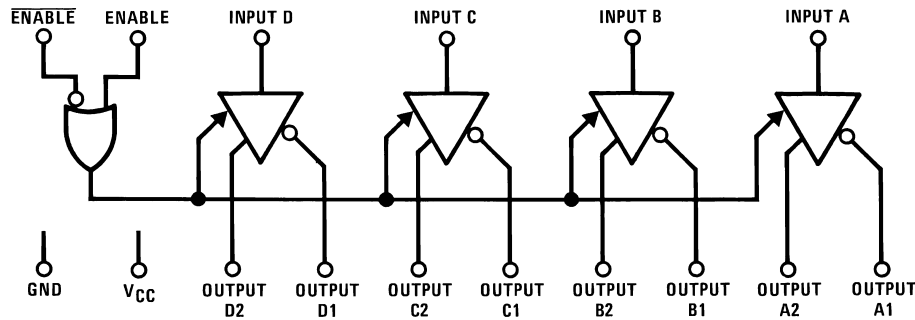 ENABLE ENABLE INPUT D INPUT C INPUT B INPUT A
GND VCC OUTPUT D2 OUTPUT D1 OUTPUT C2 OUTPUT C1 OUTPUT B2 OUTPUT B1 OUTPUT A2 OUTPUT A1